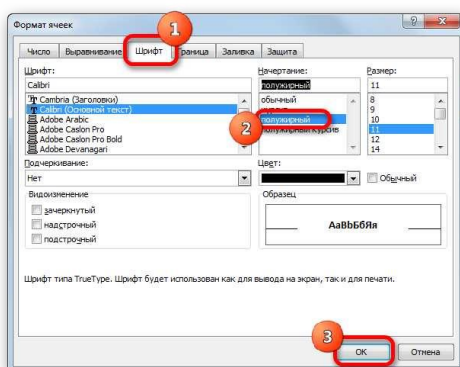 Формат ячеек
1
Число Выравнивание Шрифт Граница Заливка Защита
Шрифт: Начертание: Размер:
Calibri полужирный 11
Cambria (Заголовки) обычный 8
Calibri (Основной текст) 9
Adobe Arabic 2 полужирный 10
Adobe Caslon Pro полужирный курсив 11
Adobe Caslon Pro Bold 12
Adobe Devanagari 14
Подчеркивание: Цвет:
Нет Обычный
Видоизменение Образец
зачеркнутый
надстрочный АаВbБбЯя
подстрочный
Шрифт типа TrueType. Шрифт будет использован как для вывода на экран, так и для печати.
3
ОК Отмена